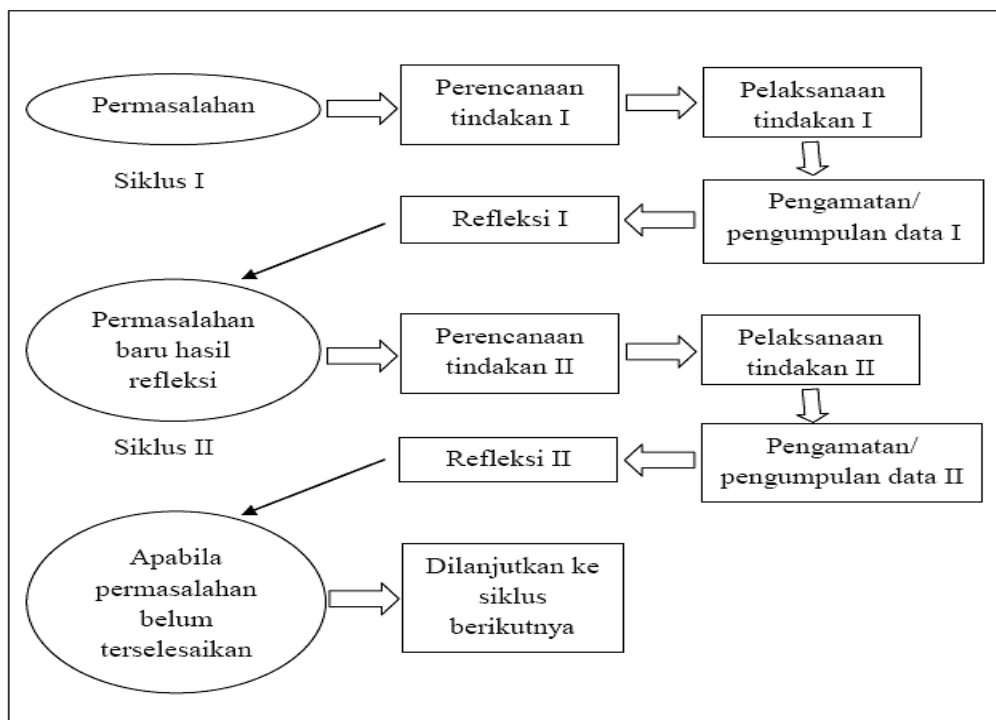 Permasalahan
Perencanaan
tindakan I
Pelaksanaan
tindakan I
Siklus I
Refleksi I
Pengamatan/
pengumpulan data I
Permasalahan
baru hasil
refleksi
Perencanaan
tindakan II
Pelaksanaan
tindakan II
Siklus II
Refleksi II
Pengamatan/
pengumpulan data II
Apabila
permasalahan
belum
terselesaikan
Dilanjutkan ke
siklus
berikutnya